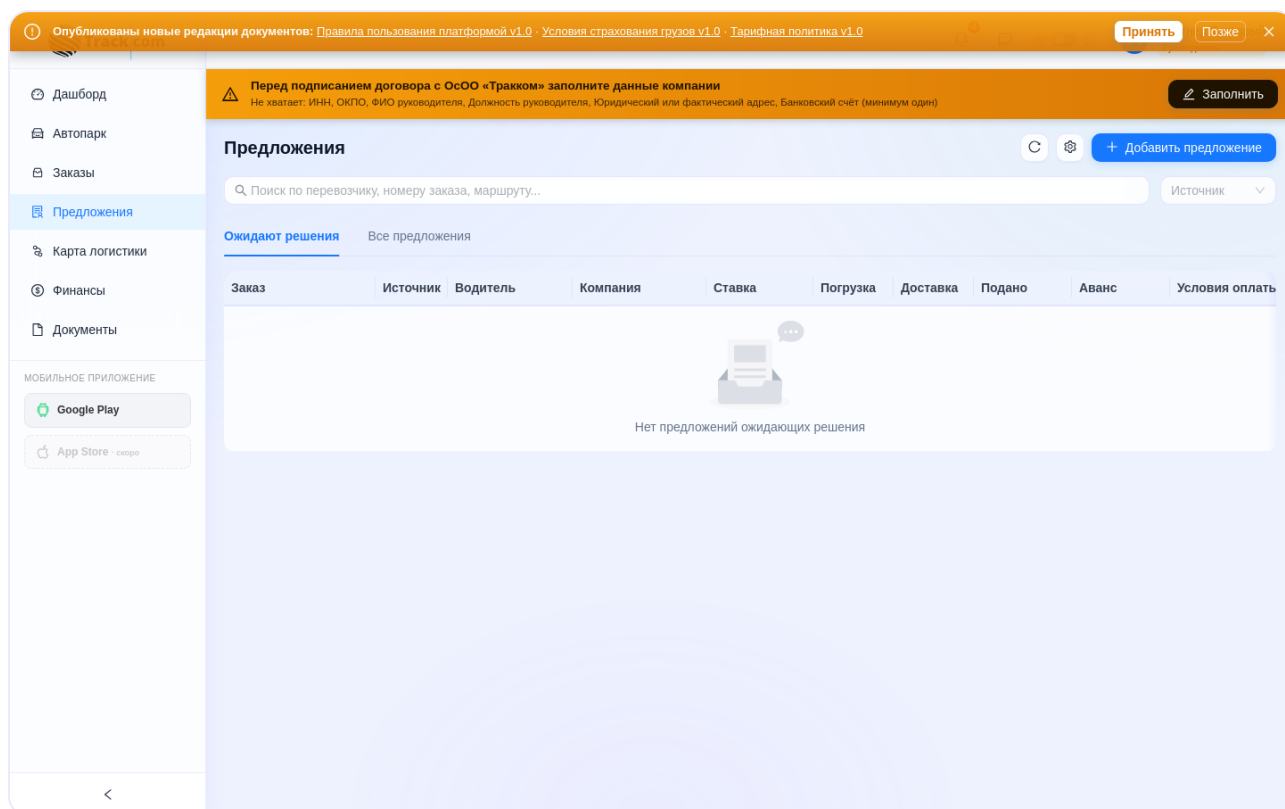 Опубликованы новые редакции документов: Правила пользования платформой v1.0 · Условия страхования грузов v1.0 · Тарифная политика v1.0
Принять
Позже
Track.com
Перед подписанием договора с ОсОО «Тракком» заполните данные компании
Не хватает: ИНН, ОКПО, ФИО руководителя, Должность руководителя, Юридический или фактический адрес, Банковский счёт (минимум один)
Заполнить
Дашборд
Автопарк
Заказы
Предложения
Карта логистики
Финансы
Документы
МОБИЛЬНОЕ ПРИЛОЖЕНИЕ
Google Play
App Store · скоро
Предложения
Добавить предложение
Поиск по перевозчику, номеру заказа, маршруту...
Источник
Ожидают решения
Все предложения
Заказ Источник Водитель Компания Ставка Погрузка Доставка Подано Аванс Условия оплаты
Нет предложений ожидающих решения